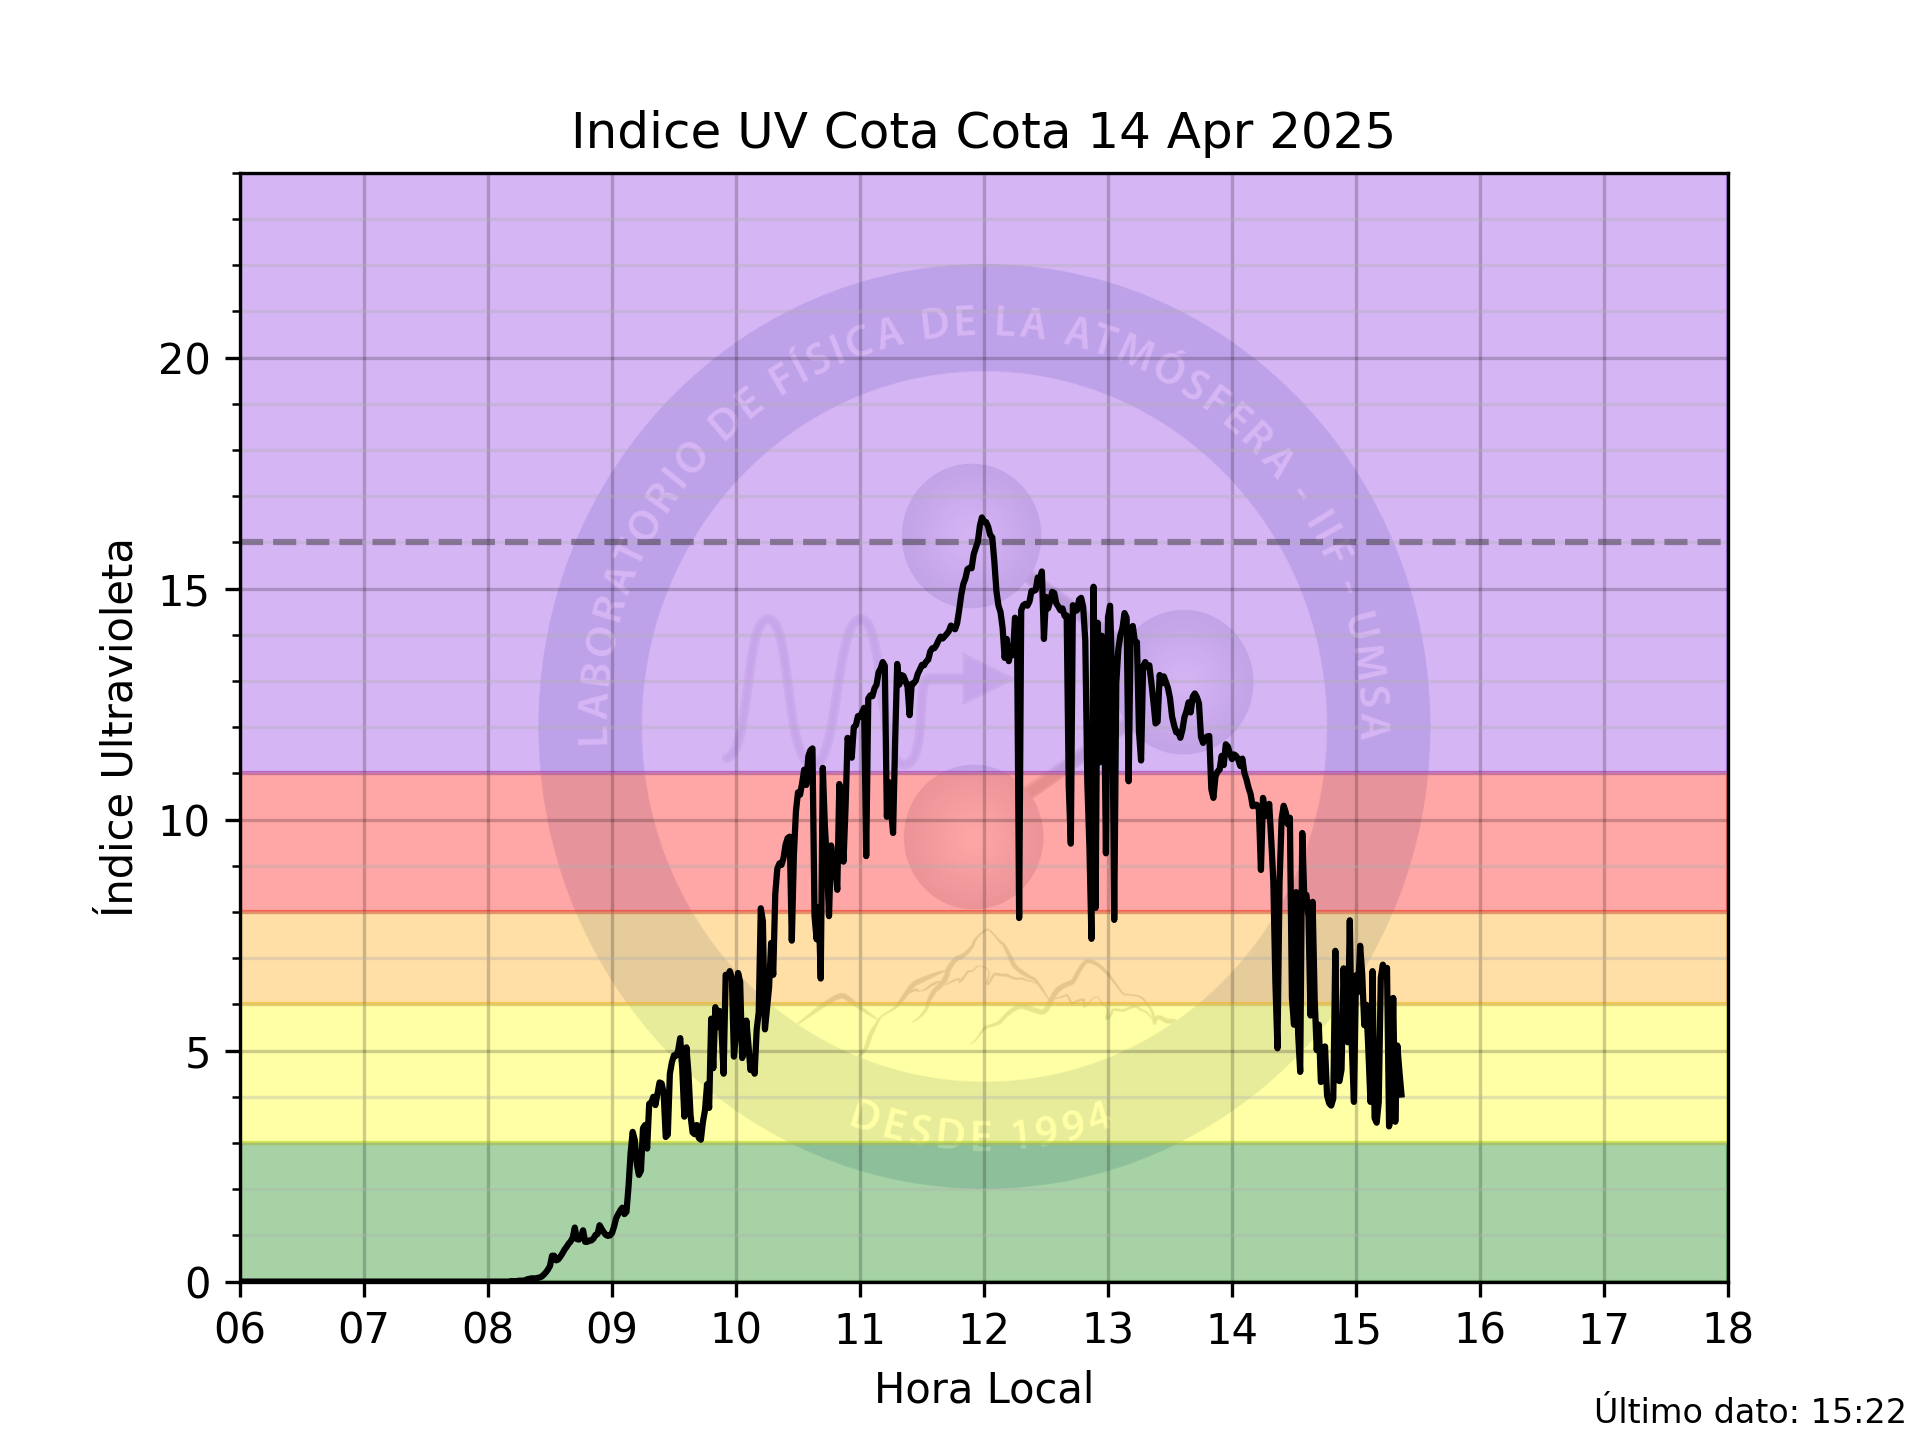 Indice UV Cota Cota 14 Apr 2025
LABORATORIO DE FÍSICA DE LA ATMÓSFERA - IIF - UMSA
20
15
10
5
0
Índice Ultravioleta
DESDE 1994
06 07 08 09 10 11 12 13 14 15 16 17 18
Hora Local
Último dato: 15:22